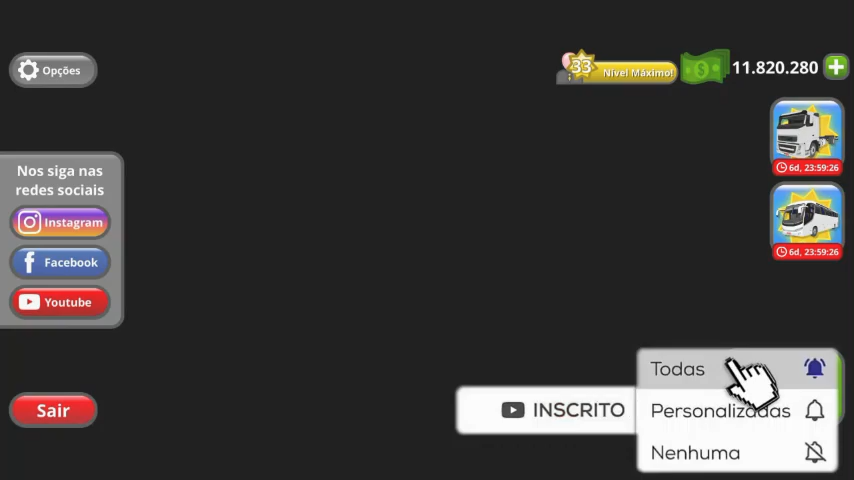 Opções
33
Nível Máximo!
11.820.280
6d, 23:59:26
6d, 23:59:26
Nos siga nas
redes sociais
Instagram
Facebook
Youtube
Sair
INSCRITO
Todas
Personalizadas
Nenhuma